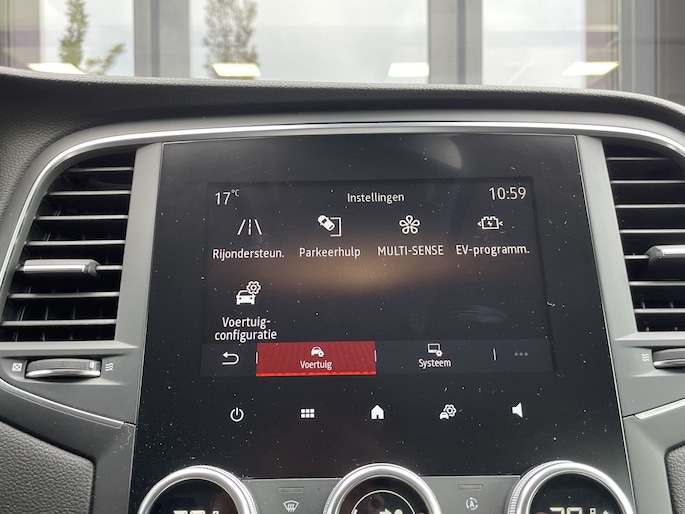 17°C Instellingen 10:59
Rijondersteun. Parkeerhulp MULTI-SENSE EV-programm.
Voertuig-
configuratie
Voertuig Systeem